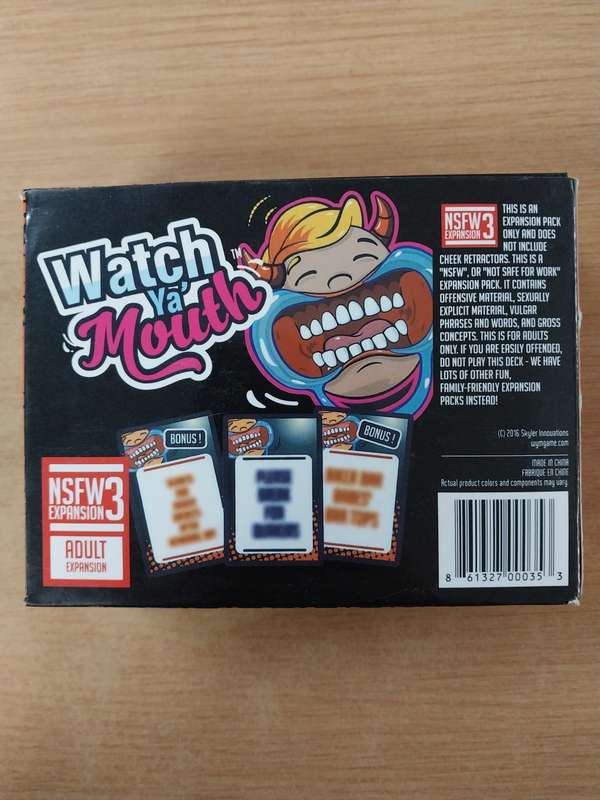 Watch
Ya'
Mouth
TM
NSFW 3
EXPANSION
THIS IS AN
EXPANSION PACK
ONLY AND DOES
NOT INCLUDE
CHEEK RETRACTORS. THIS IS A
"NSFW", OR "NOT SAFE FOR WORK"
EXPANSION PACK. IT CONTAINS
OFFENSIVE MATERIAL, SEXUALLY
EXPLICIT MATERIAL, VULGAR
PHRASES AND WORDS, AND GROSS
CONCEPTS. THIS IS FOR ADULTS
ONLY. IF YOU ARE EASILY OFFENDED,
DO NOT PLAY THIS DECK - WE HAVE
LOTS OF OTHER FUN,
FAMILY-FRIENDLY EXPANSION
PACKS INSTEAD!
(C) 2016 Skyler Innovations
wymgame.com
MADE IN CHINA
FABRIQUÉ EN CHINE
Actual product colors and components may vary
BONUS!
BONUS!
PLEASE
BREAK
FOR
NSFW3
EXPANSION
ADULT
EXPANSION
8 61327 00035 3